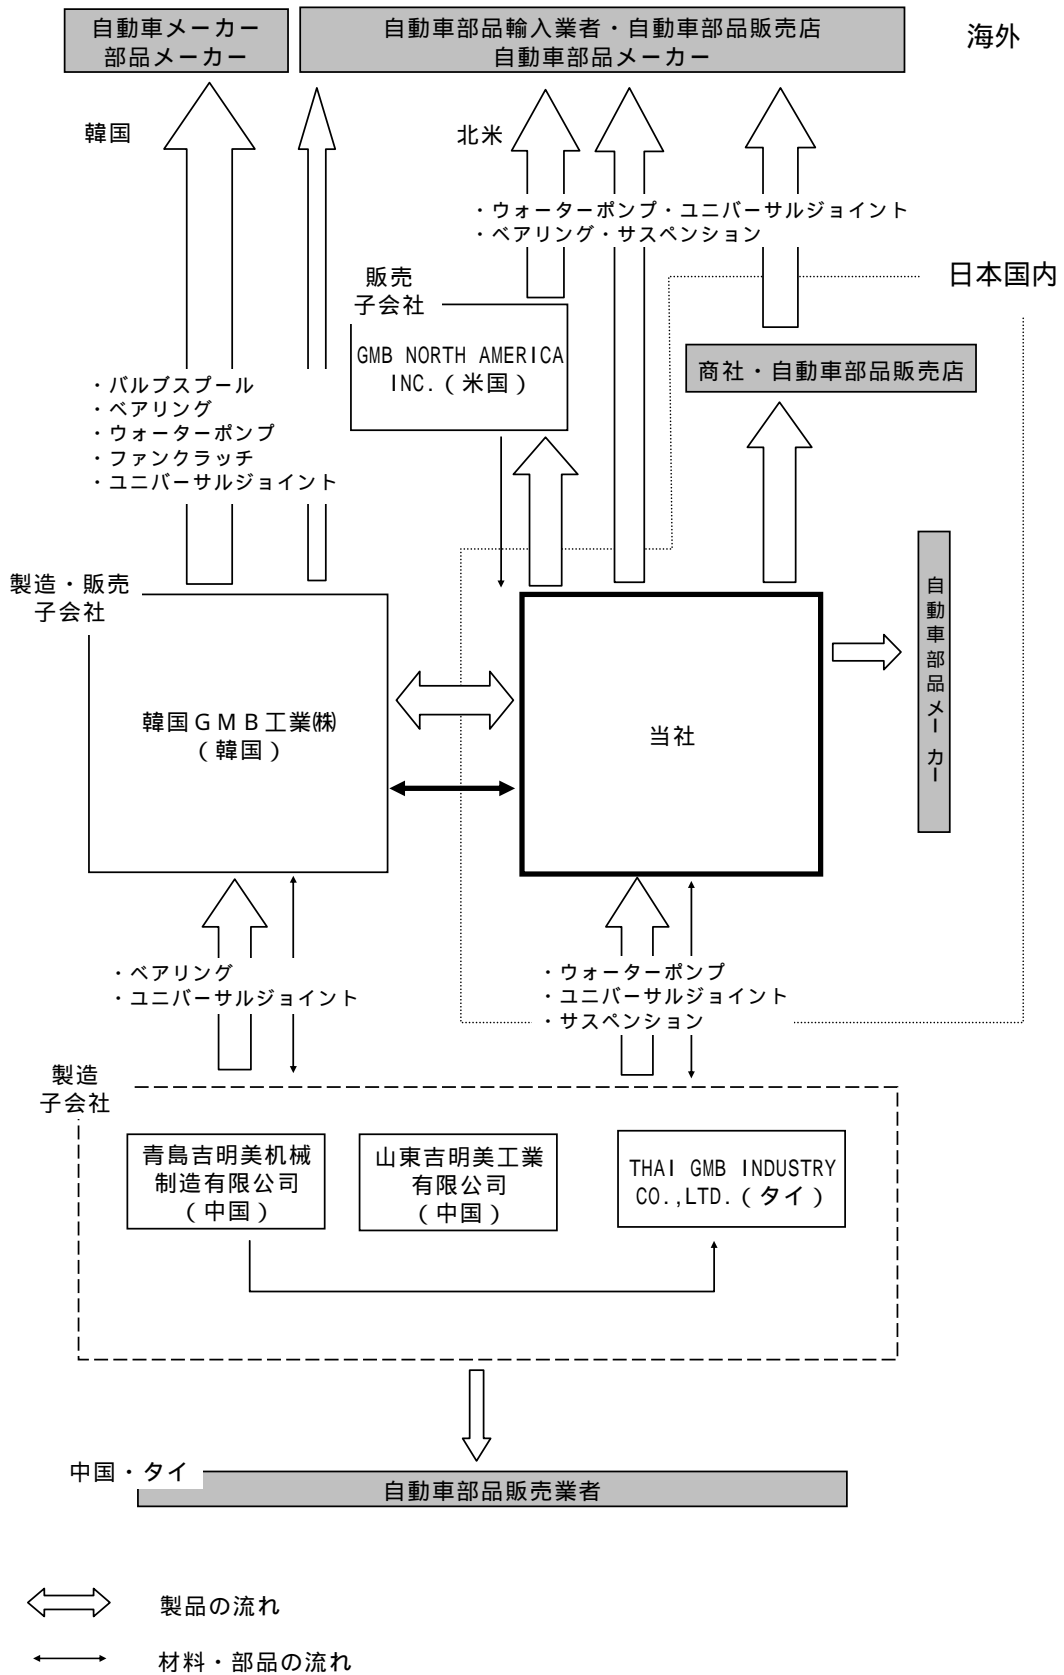 自動車メーカー
部品メーカー
自動車部品輸入業者・自動車部品販売店
自動車部品メーカー
海外
韓国
北米
・ウォーターポンプ・ユニバーサルジョイント
・ベアリング・サスペンション
日本国内
販売
子会社
GMB NORTH AMERICA
INC.(米国)
商社・自動車部品販売店
・バルブスプール
・ベアリング
・ウォーターポンプ
・ファンクラッチ
・ユニバーサルジョイント
製造・販売
子会社
自動車部品メーカー
韓国GMB工業㈱
(韓国)
当社
・ベアリング
・ユニバーサルジョイント
・ウォーターポンプ
・ユニバーサルジョイント
・サスペンション
製造
子会社
青島吉明美机械
制造有限公司
(中国)
山東吉明美工業
有限公司
(中国)
THAI GMB INDUSTRY
CO.,LTD.(タイ)
中国・タイ
自動車部品販売業者
製品の流れ
材料・部品の流れ